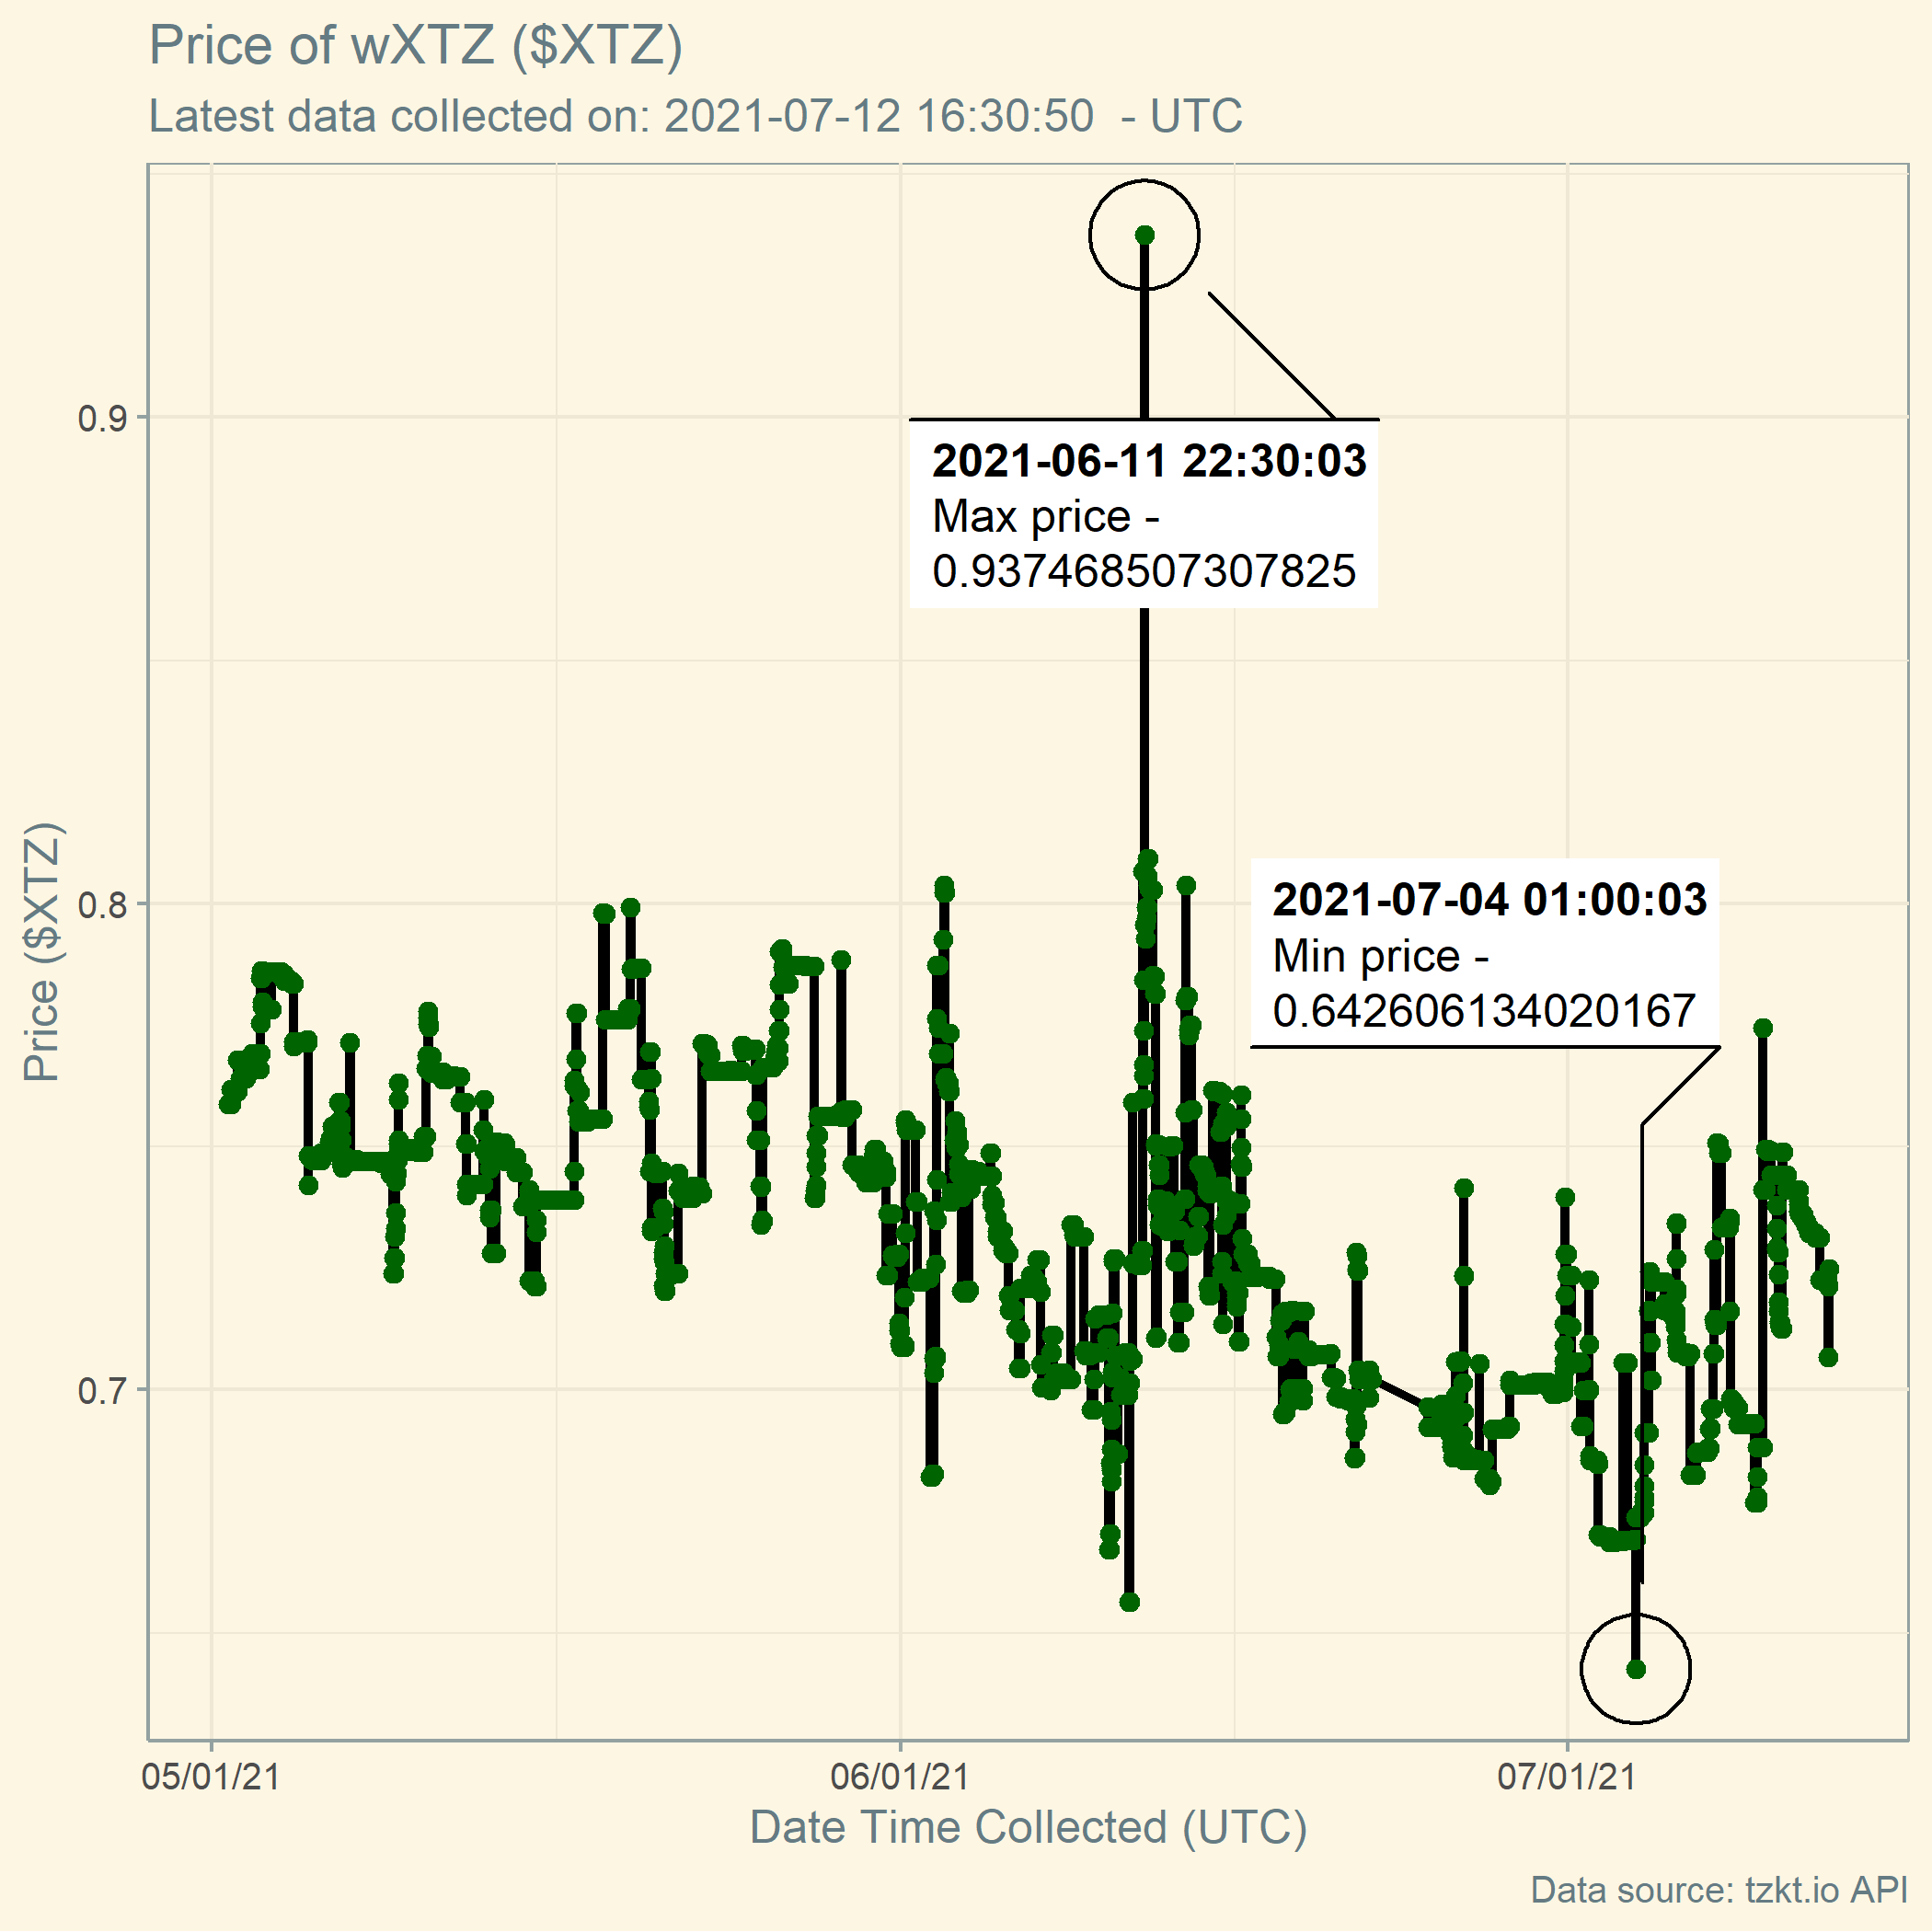 Price of wXTZ ($XTZ)
Latest data collected on: 2021-07-12 16:30:50  - UTC
0.9
0.8
0.7
Price ($XTZ)
2021-06-11 22:30:03
Max price -
0.937468507307825
2021-07-04 01:00:03
Min price -
0.642606134020167
05/01/21
06/01/21
07/01/21
Date Time Collected (UTC)
Data source: tzkt.io API